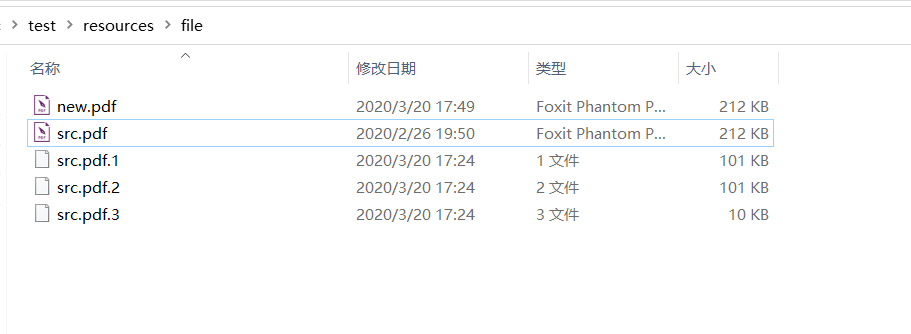 test > resources > file
名称 修改日期 类型 大小
new.pdf 2020/3/20 17:49 Foxit Phantom P... 212 KB
src.pdf 2020/2/26 19:50 Foxit Phantom P... 212 KB
src.pdf.1 2020/3/20 17:24 1 文件 101 KB
src.pdf.2 2020/3/20 17:24 2 文件 101 KB
src.pdf.3 2020/3/20 17:24 3 文件 10 KB